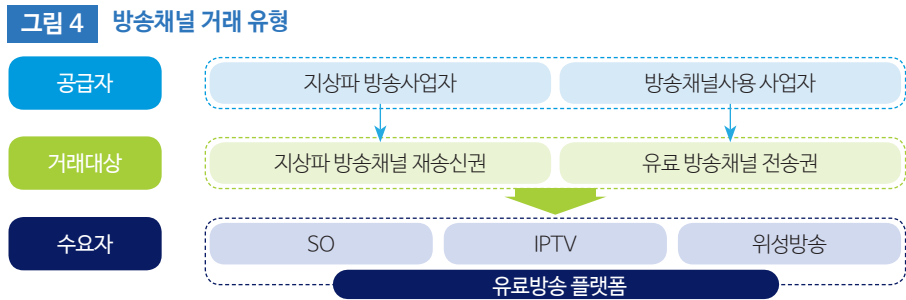 그림 4 방송채널 거래 유형
공급자 지상파 방송사업자 방송채널사용 사업자
거래대상 지상파 방송채널 재송신권 유료 방송채널 전송권
수요자 SO IPTV 위성방송
유료방송 플랫폼